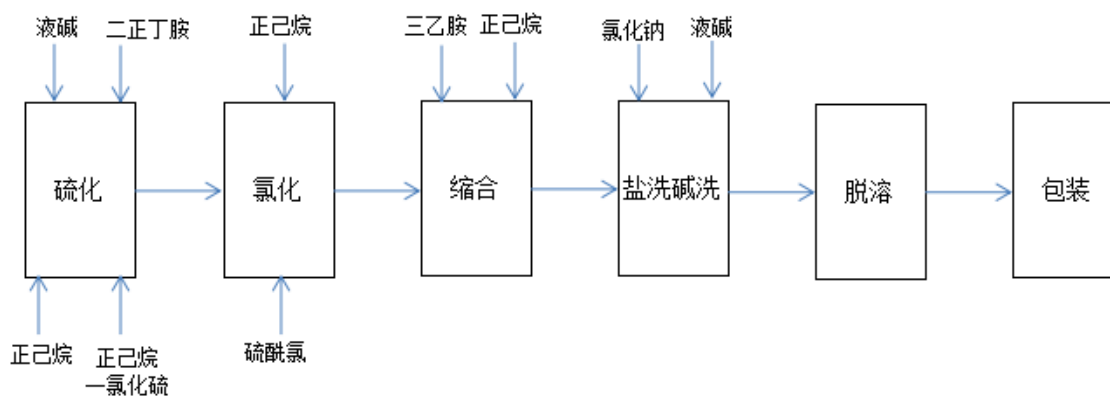 液碱
二正丁胺
正己烷
三乙胺
正己烷
氯化钠
液碱
硫化
氯化
缩合
盐洗碱洗
脱溶
包装
正己烷
正己烷
一氯化硫
硫酰氯